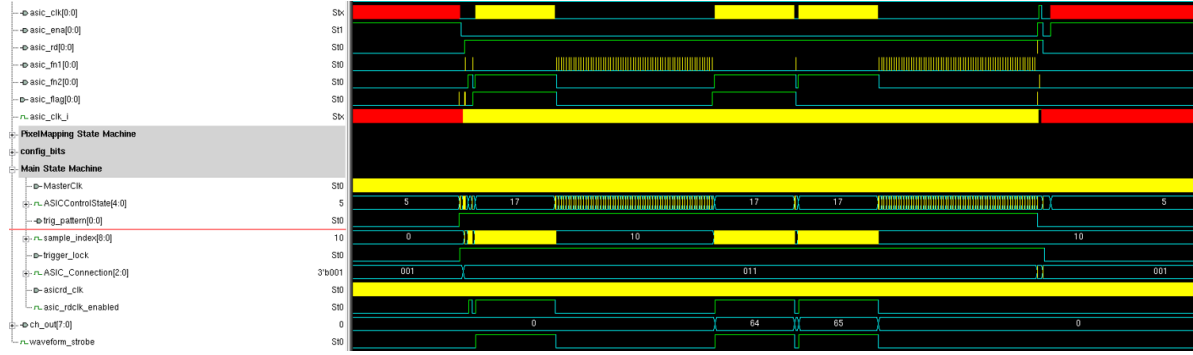 asic_clk[0:0] Stx
asic_ena[0:0] St1
asic_rd[0:0] St0
asic_fn1[0:0] St0
asic_fn2[0:0] St0
asic_flag[0:0] St0
asic_clk_i Stx
PixelMapping State Machine
config_bits
Main State Machine
MasterClk St0
ASICControlState[4:0] 5 5 17 17 17 5
trig_pattern[0:0] St0
sample_index[8:0] 10 0 10 10
trigger_lock St0
ASIC_Connection[2:0] 3'b001 001 011 001
asicrd_clk St0
asic_rdclk_enabled St0
ch_out[7:0] 0 0 64 65 0
waveform_strobe St0